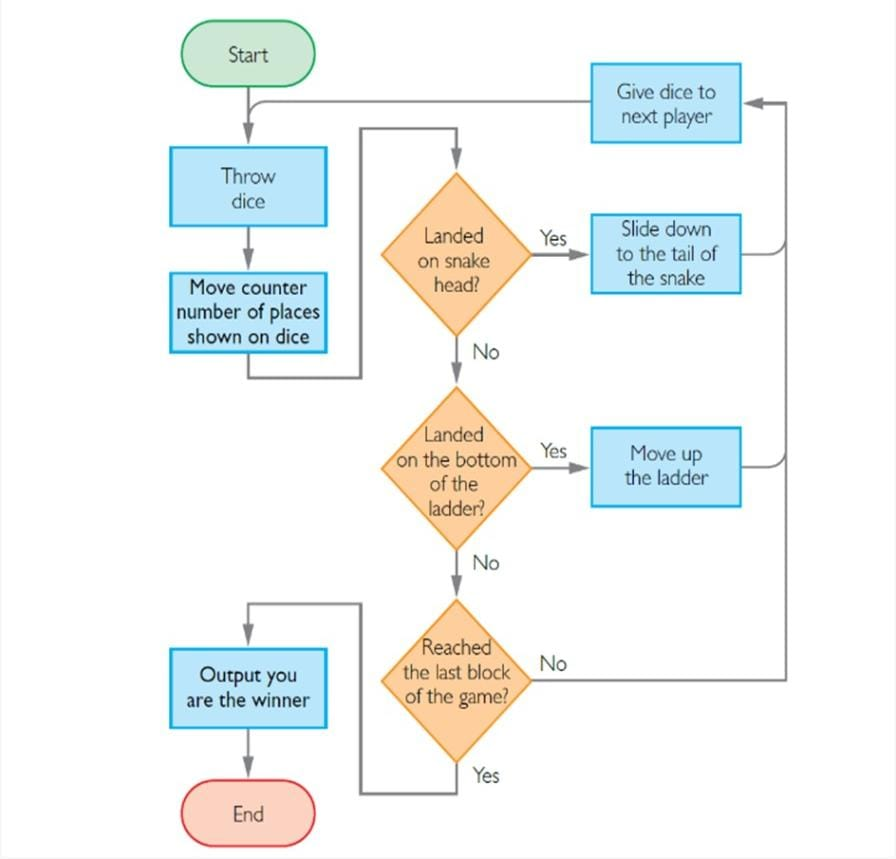 Start
Give dice to
next player
Throw
dice
Landed
on snake
head?
Yes
Slide down
to the tail of
the snake
Move counter
number of places
shown on dice
No
Landed
on the bottom
of the
ladder?
Yes
Move up
the ladder
No
Reached
the last block
of the game?
No
Output you
are the winner
Yes
End